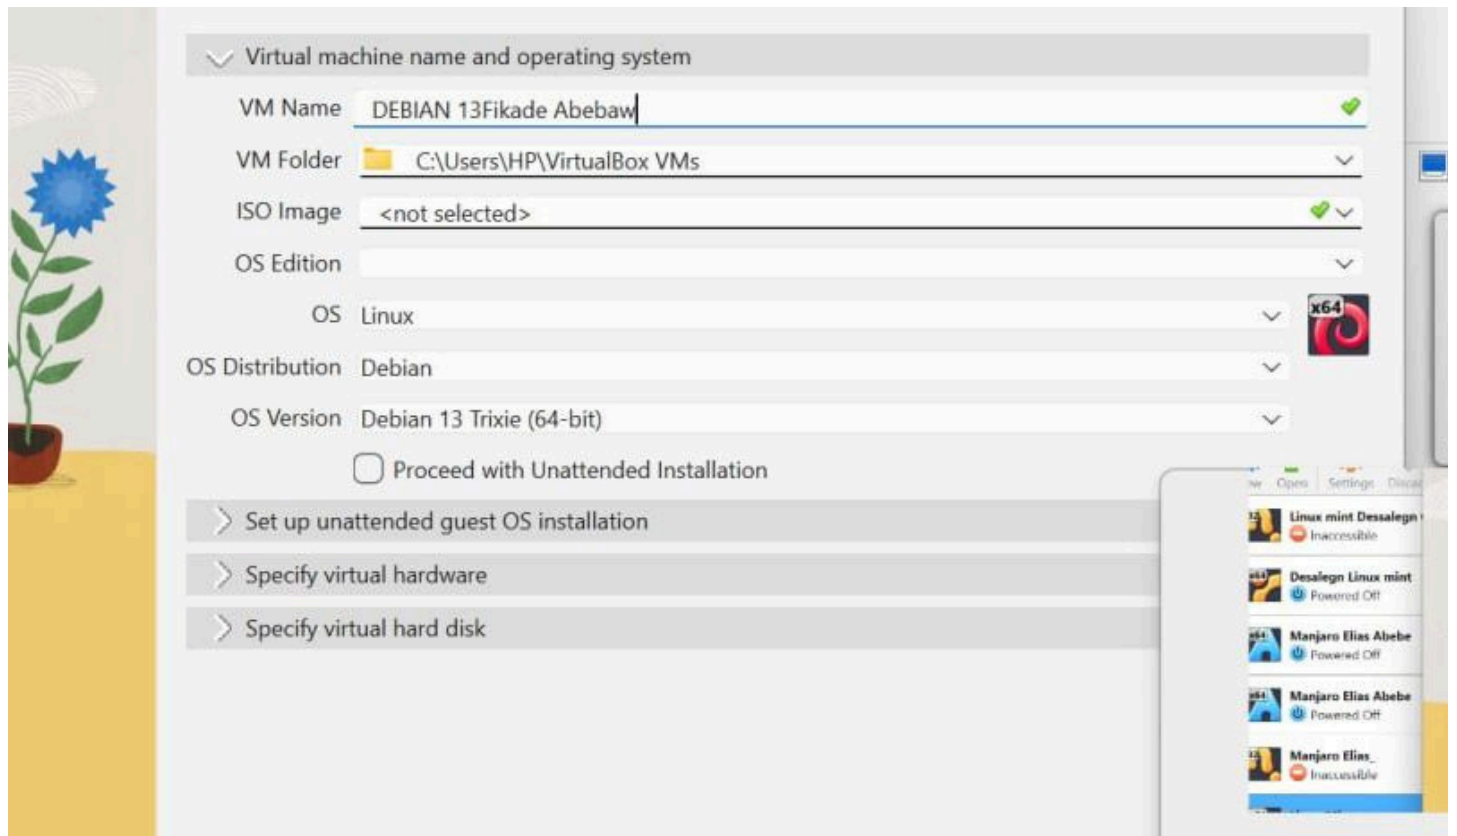 Virtual machine name and operating system
VM Name DEBIAN 13Fikade Abebaw
VM Folder C:\Users\HP\VirtualBox VMs
ISO Image <not selected>
OS Edition
OS Linux
x64
OS Distribution Debian
OS Version Debian 13 Trixie (64-bit)
Proceed with Unattended Installation
Set up unattended guest OS installation
Specify virtual hardware
Specify virtual hard disk
Open Settings
Linux mint Dessalegn
Inaccessible
Desalegn Linux mint
Powered Off
Manjaro Elias Abebe
Powered Off
Manjaro Elias Abebe
Powered Off
Manjaro Elias_
Inaccessible